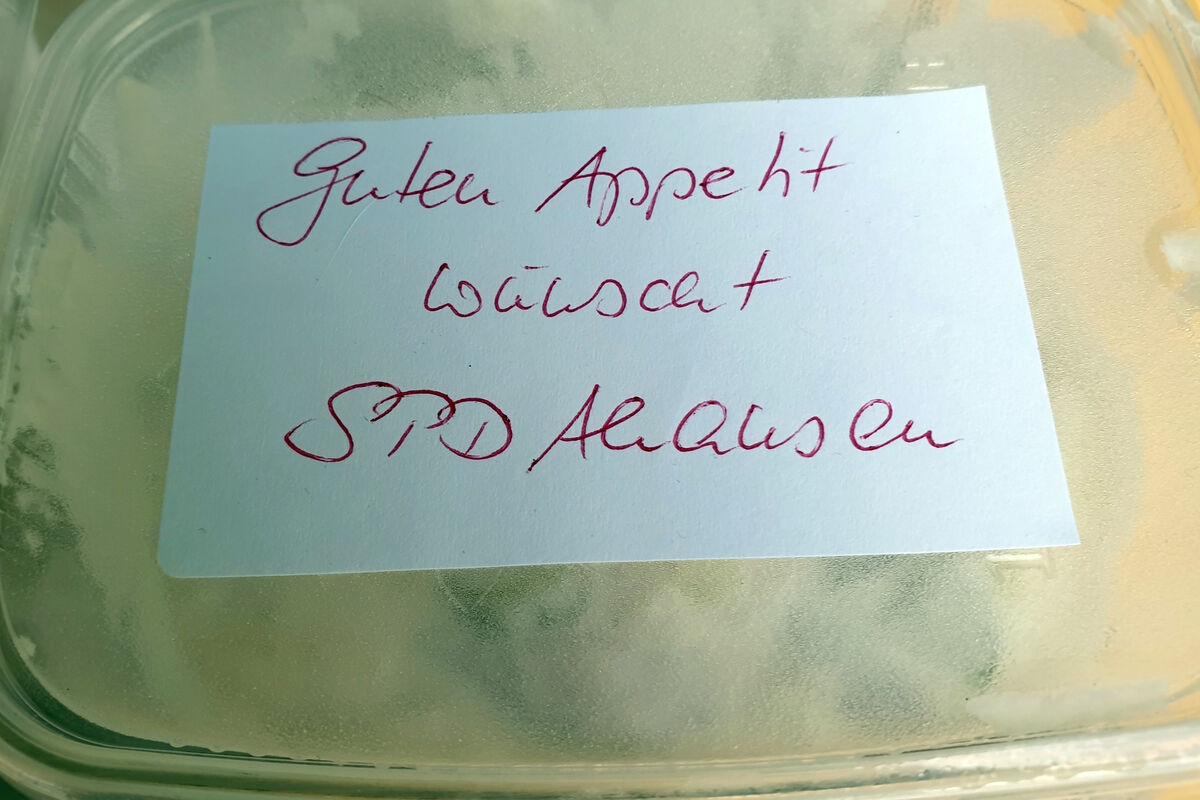 Guten Appetit
wünscht
SPD Ahausen